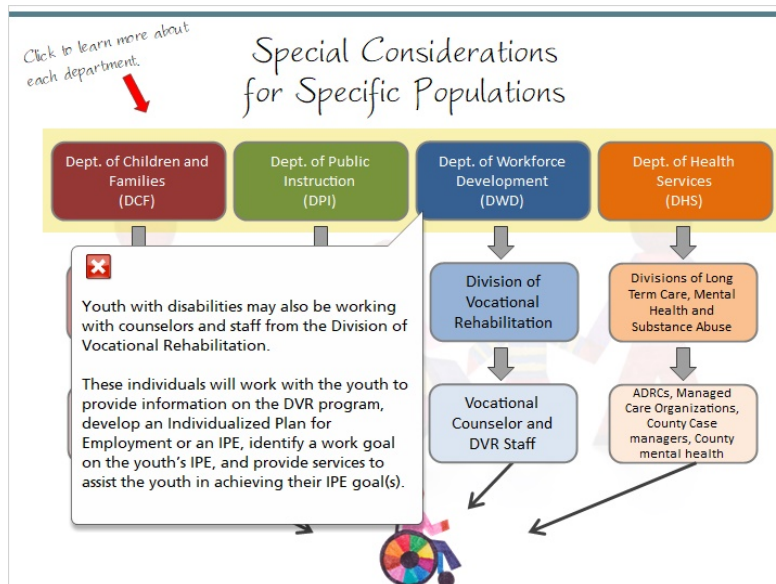 Click to learn more about
each department.
Special Considerations
for Specific Populations
Dept. of Children and
Families
(DCF)
Dept. of Public
Instruction
(DPI)
Dept. of Workforce
Development
(DWD)
Dept. of Health
Services
(DHS)
Youth with disabilities may also be working
with counselors and staff from the Division of
Vocational Rehabilitation.
These individuals will work with the youth to
provide information on the DVR program,
develop an Individualized Plan for
Employment or an IPE, identify a work goal
on the youth's IPE, and provide services to
assist the youth in achieving their IPE goal(s).
Division of
Vocational
Rehabilitation
Divisions of Long
Term Care, Mental
Health and
Substance Abuse
Vocational
Counselor and
DVR Staff
ADRCs, Managed
Care Organizations,
County Case
managers, County
mental health